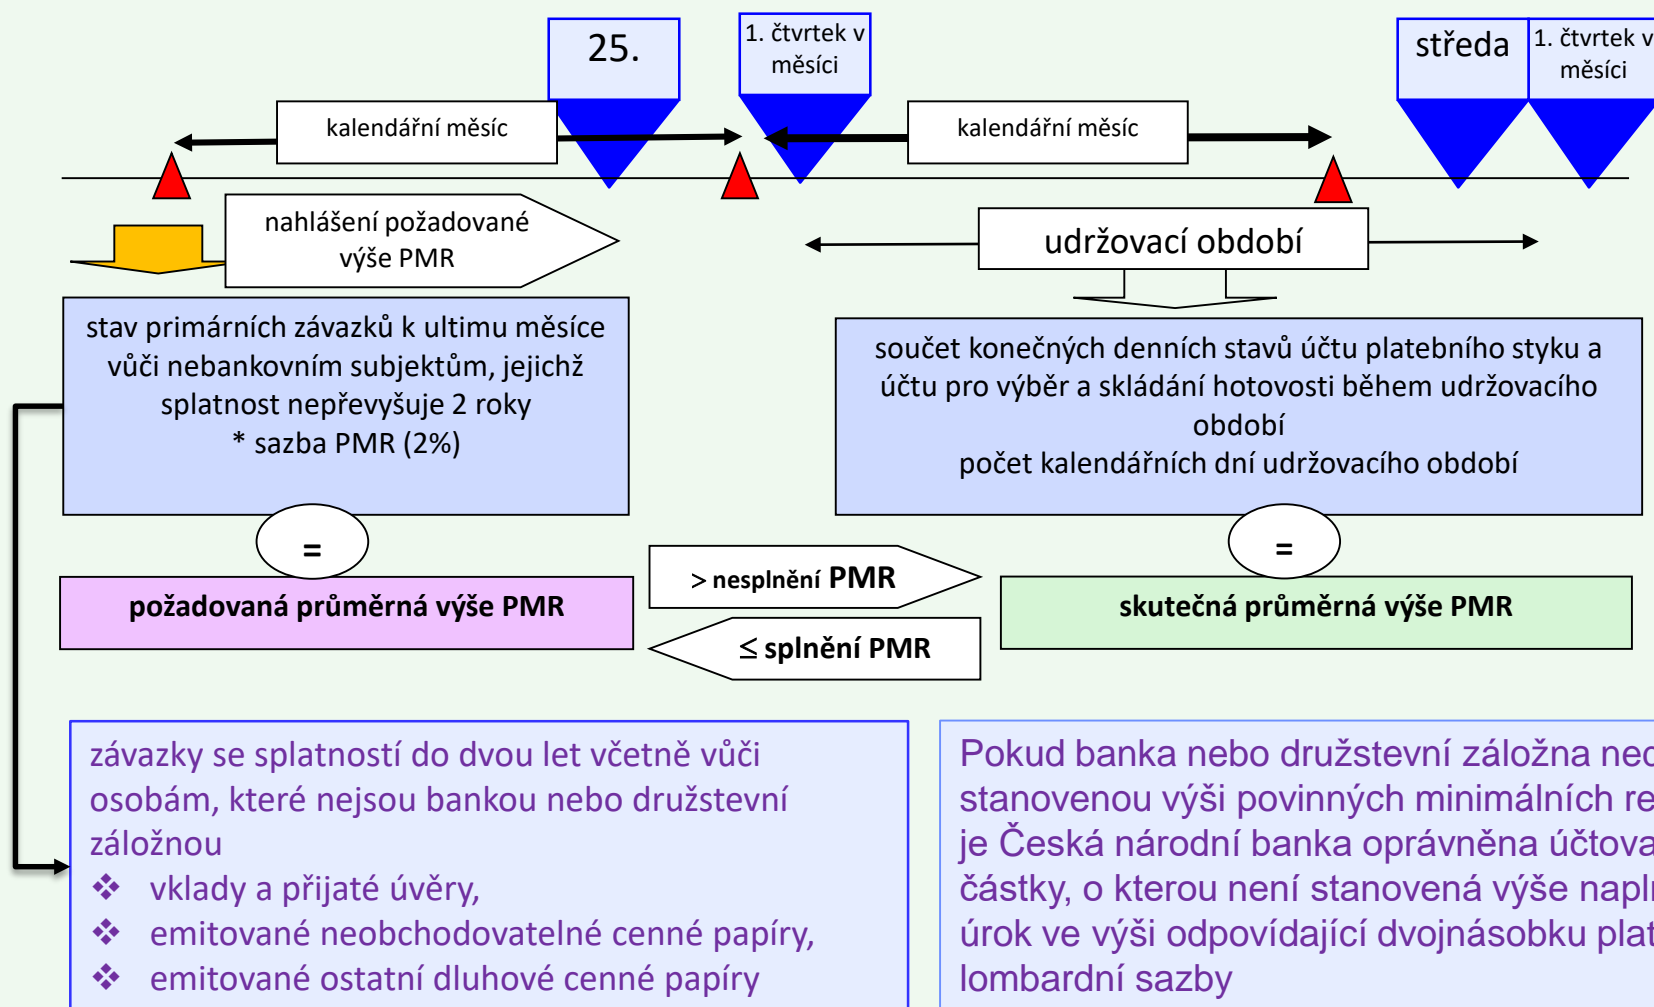 25.
1. čtvrtek v
měsíci
středa
1. čtvrtek v
měsíci
kalendářní měsíc
kalendářní měsíc
nahlášení požadované
výše PMR
udržovací období
stav primárních závazků k ultimu měsíce
vůči nebankovním subjektům, jejichž
splatnost nepřevyšuje 2 roky
* sazba PMR (2%)
součet konečných denních stavů účtu platebního styku a
účtu pro výběr a skládání hotovosti během udržovacího
období
počet kalendářních dní udržovacího období
=
=
> nesplnění PMR
požadovaná průměrná výše PMR
skutečná průměrná výše PMR
≤ splnění PMR
závazky se splatností do dvou let včetně vůči
osobám, které nejsou bankou nebo družstevní
záložnou
❖ vklady a přijaté úvěry,
❖ emitované neobchodovatelné cenné papíry,
❖ emitované ostatní dluhové cenné papíry
Pokud banka nebo družstevní záložna
stanovenou výši povinných minimálních
je Česká národní banka oprávněna
částky, o kterou není stanovená výše
úrok ve výši odpovídající dvojnásobku
lombardní sazby